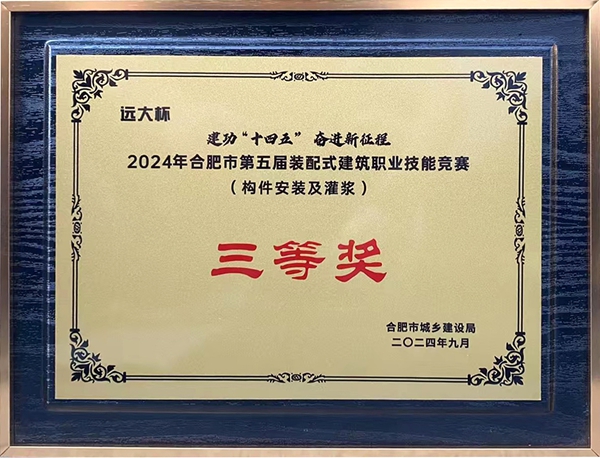 远大杯
建功“十四五” 奋进新征程
2024年合肥市第五届装配式建筑职业技能竞赛
（构件安装及灌浆）
三等奖
合肥市城乡建设局
二〇二四年九月